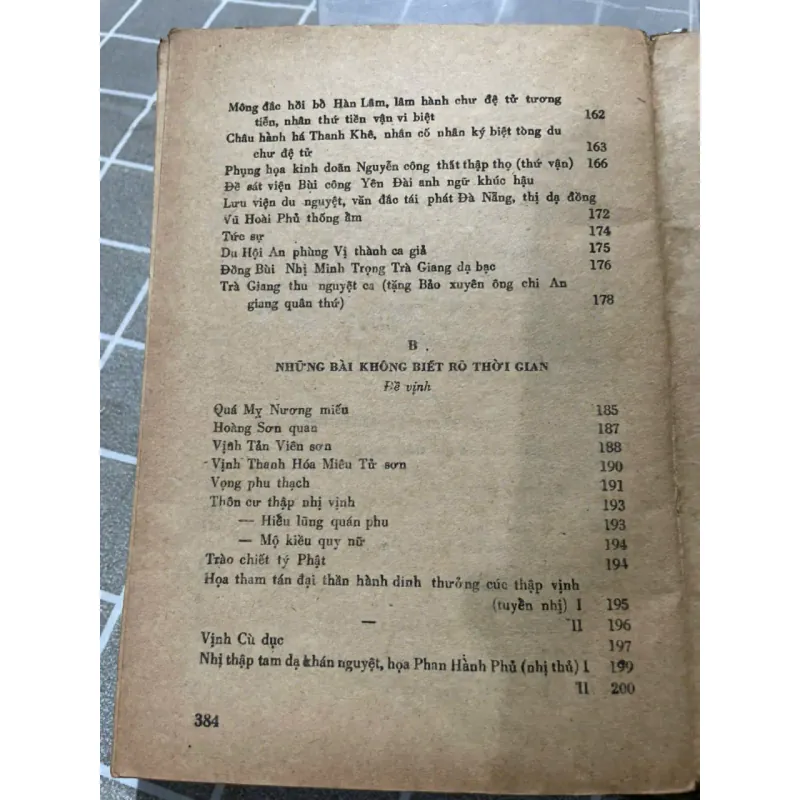 Mông đắc hồi bồ Hàn Lâm, lâm hành chư đệ tử tương
tiễn, nhân thứ tiền vận vi biệt 162
Châu hành há Thanh Khê, nhân cố nhân ký biệt tòng du
chư đệ tử 163
Phụng họa kinh doãn Nguyễn công thất thập thọ (thứ vận) 166
Đề sát viện Bùi công Yên Đài anh ngữ khúc hậu
Lưu viện du nguyệt, văn đắc tái phát Đà Nẵng, thị dạ đồng
Vũ Hoài Phủ thống ẩm 172
Tức sự 174
Du Hội An phùng Vị thành ca giả 175
Đồng Bùi Nhị Minh Trọng Trà Giang dạ bạc 176
Trà Giang thu nguyệt ca (tặng Bảo xuyên ông chi An
giang quân thứ) 178
B
NHỮNG BÀI KHÔNG BIẾT RÕ THỜI GIAN
Đề vịnh
Quá Mỵ Nương miếu 185
Hoàng Sơn quan 187
Vịnh Tản Viên sơn 188
Vịnh Thanh Hóa Miêu Tử sơn 190
Vọng phu thạch 191
Thôn cư thập nhị vịnh 193
— Hiểu lũng quán phu 193
— Mộ kiều quy nữ 194
Trào chiết tý Phật 194
Họa tham tán đại thần hành dinh thưởng cúc thập vịnh
(tuyển nhị) I 195
— II 196
Vịnh Cù dục 197
Nhị thập tam dạ khán nguyệt, họa Phan Hành Phủ (nhị thủ) I 199
II 200
384